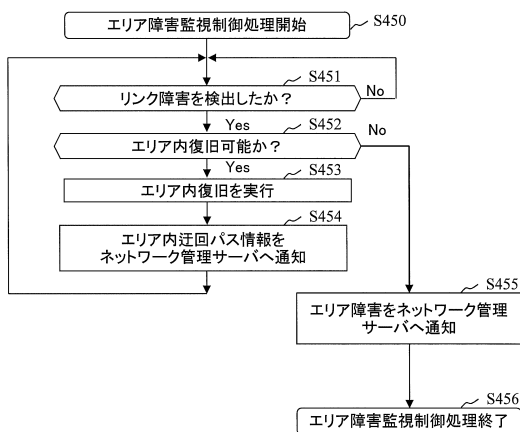 エリア障害監視制御処理開始
S450
S451
リンク障害を検出したか？
No
Yes
S452
エリア内復旧可能か？
No
Yes
S453
エリア内復旧を実行
S454
エリア内迂回パス情報を
ネットワーク管理サーバへ通知
S455
エリア障害をネットワーク管理
サーバへ通知
S456
エリア障害監視制御処理終了